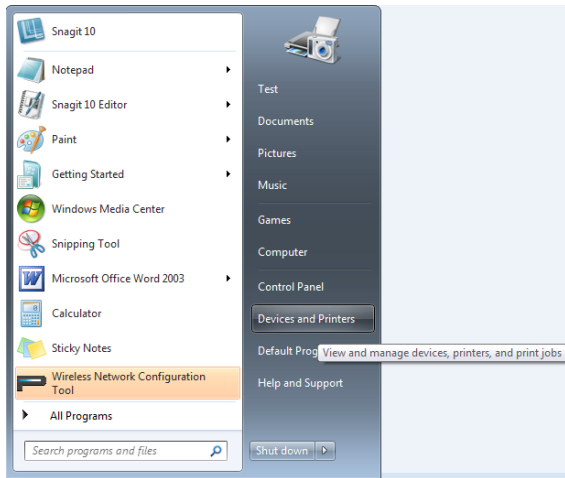 Snagit 10
Notepad
Snagit 10 Editor
Paint
Getting Started
Windows Media Center
Snipping Tool
Microsoft Office Word 2003
Calculator
Sticky Notes
Wireless Network Configuration
Tool
All Programs
Search programs and files
Test
Documents
Pictures
Music
Games
Computer
Control Panel
Devices and Printers
Default Prog
View and manage devices, printers, and print jobs
Help and Support
Shut down